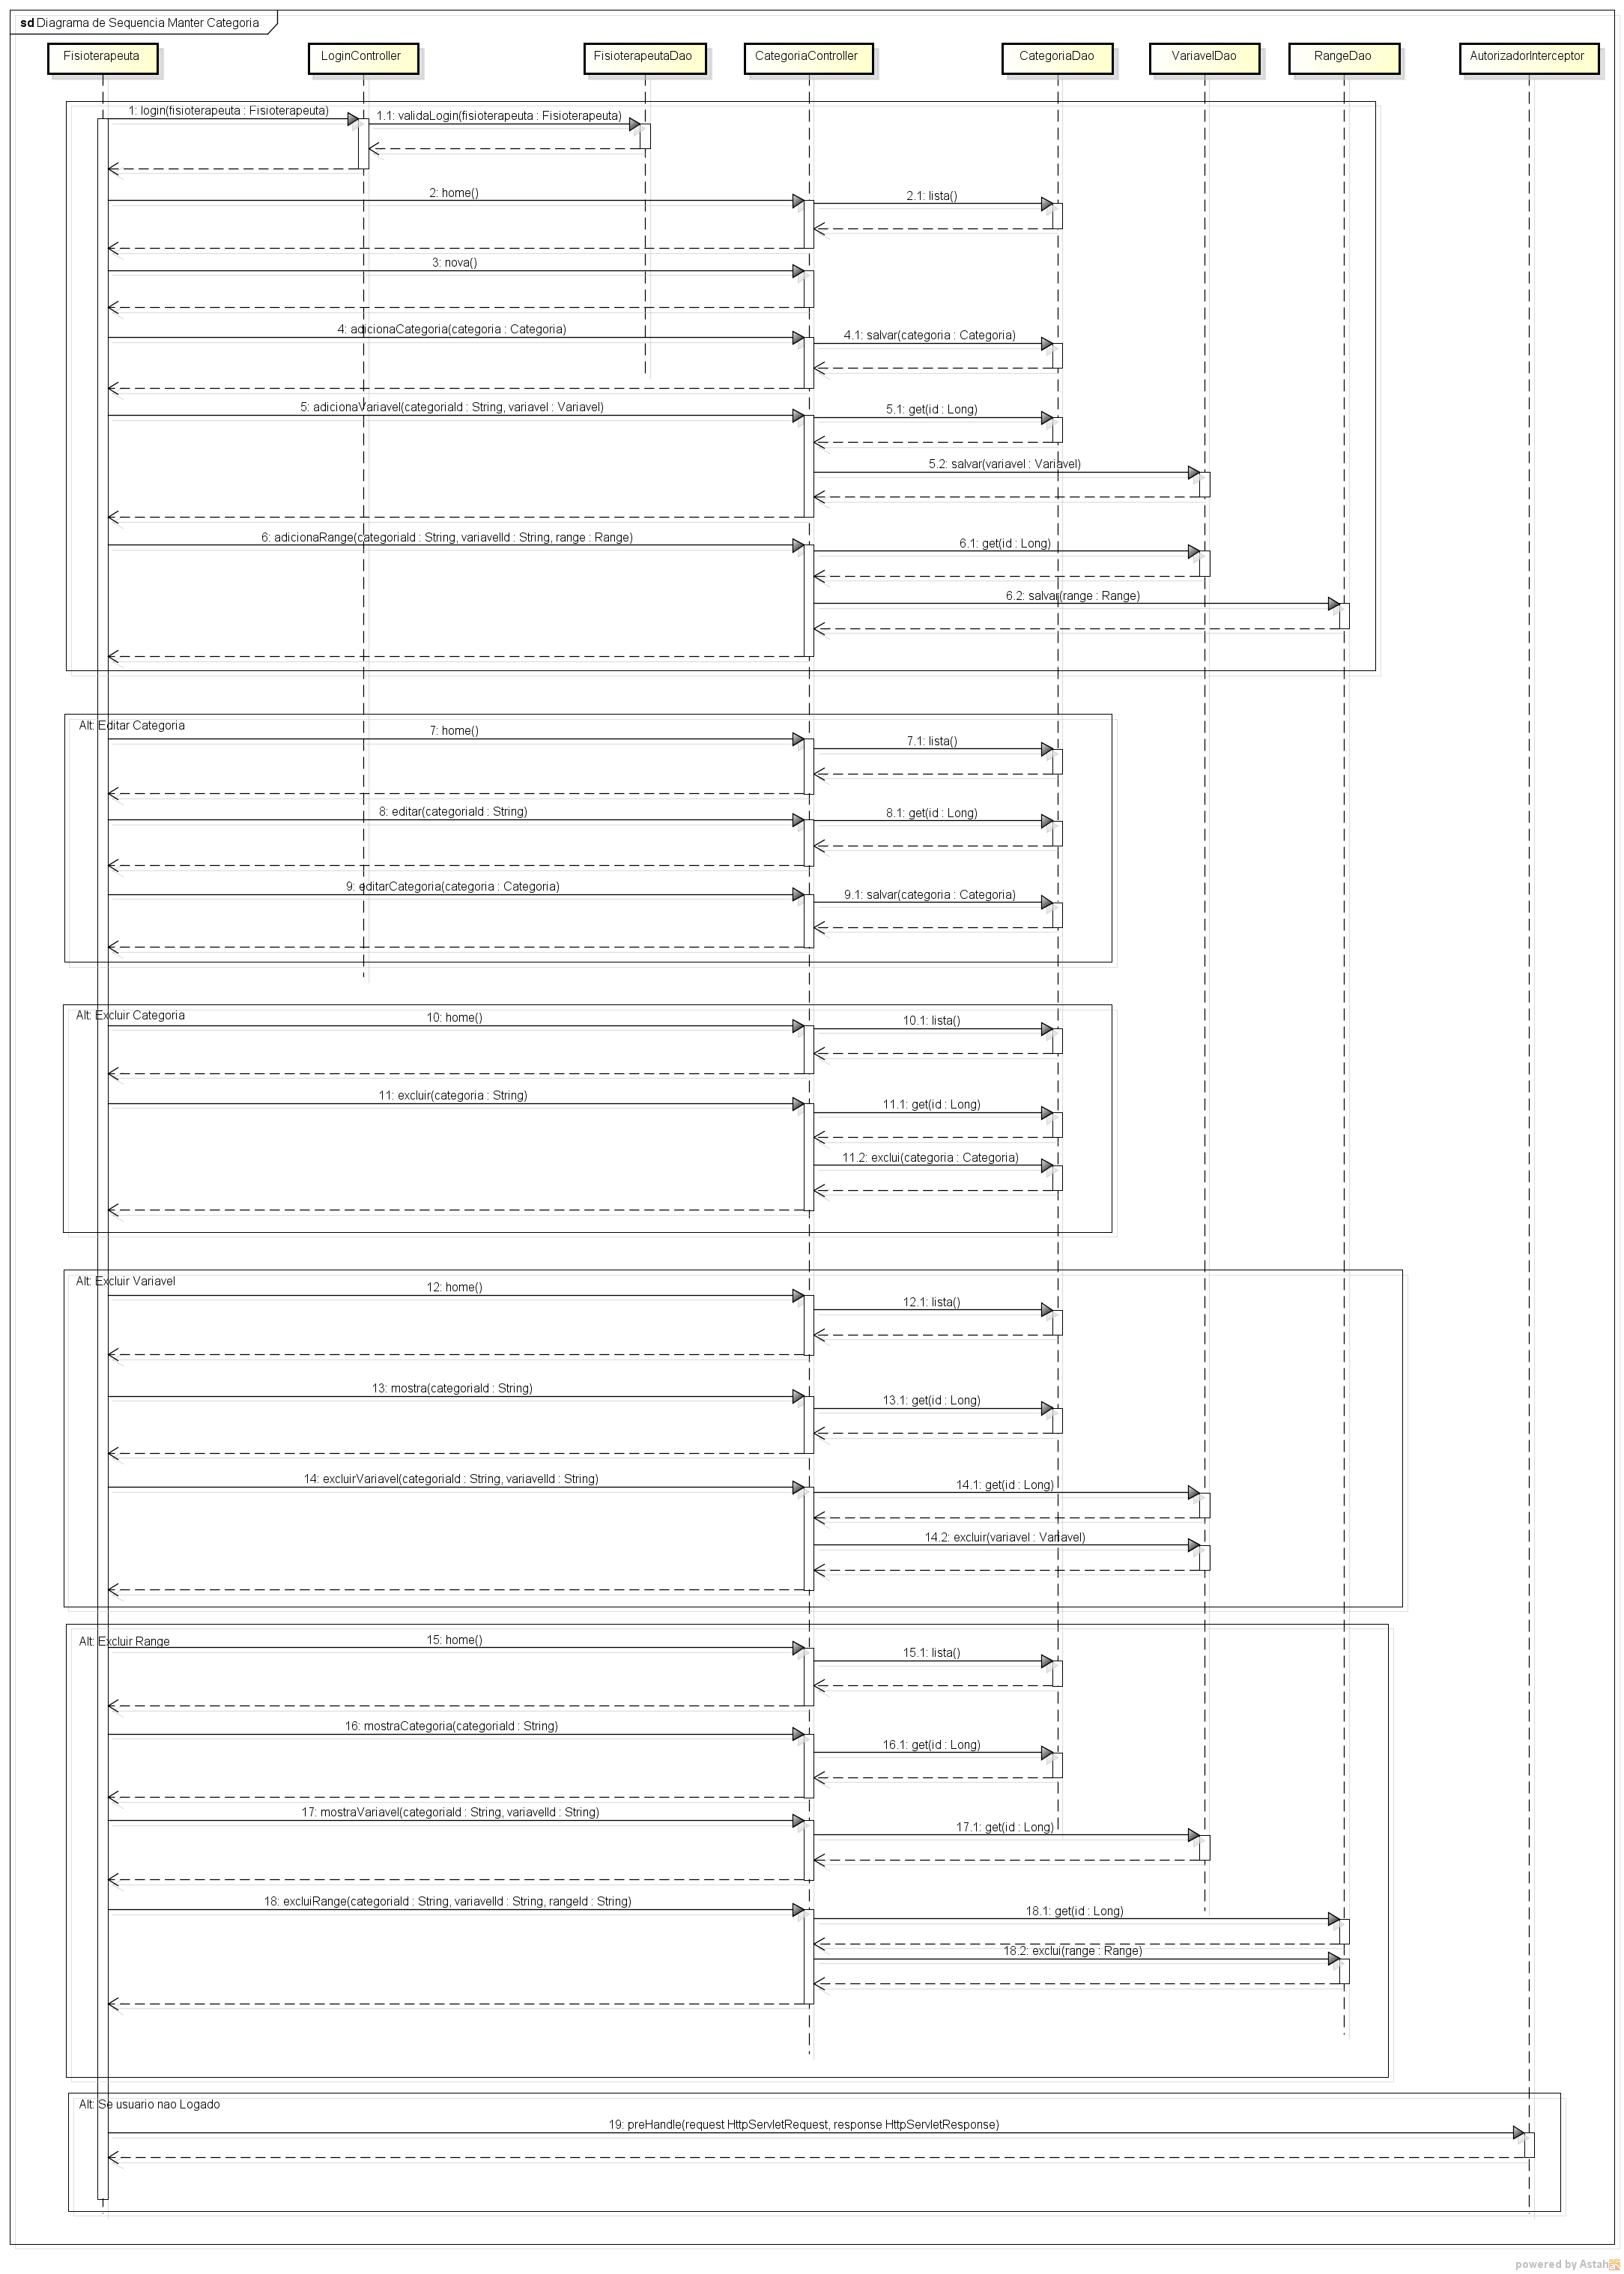 sd Diagrama de Sequencia Manter Categoria
Fisioterapeuta
LoginController
FisioterapeutaDao
CategoriaController
CategoriaDao
VariavelDao
RangeDao
AutorizadorInterceptor
1: login(fisioterapeuta : Fisioterapeuta)
1.1: validaLogin(fisioterapeuta : Fisioterapeuta)
2: home()
2.1: lista()
3: nova()
4: adicionaCategoria(categoria : Categoria)
4.1: salvar(categoria : Categoria)
5: adicionaVariavel(categoriaId : String, variavel : Variavel)
5.1: get(id : Long)
5.2: salvar(variavel : Variavel)
6: adicionaRange(categoriaId : String, variavelId : String, range : Range)
6.1: get(id : Long)
6.2: salvar(range : Range)
Alt: Editar Categoria
7: home()
7.1: lista()
8: editar(categoriaId : String)
8.1: get(id : Long)
9: editarCategoria(categoria : Categoria)
9.1: salvar(categoria : Categoria)
Alt: Excluir Categoria
10: home()
10.1: lista()
11: excluir(categoria : String)
11.1: get(id : Long)
11.2: exclui(categoria : Categoria)
Alt: Excluir Variavel
12: home()
12.1: lista()
13: mostra(categoriaId : String)
13.1: get(id : Long)
14: excluirVariavel(categoriaId : String, variavelId : String)
14.1: get(id : Long)
14.2: excluir(variavel : Variavel)
Alt: Excluir Range
15: home()
15.1: lista()
16: mostraCategoria(categoriaId : String)
16.1: get(id : Long)
17: mostraVariavel(categoriaId : String, variavelId : String)
17.1: get(id : Long)
18: excluiRange(categoriaId : String, variavelId : String, rangeId : String)
18.1: get(id : Long)
18.2: exclui(range : Range)
Alt: Se usuario nao Logado
19: preHandle(request HttpServletRequest, response HttpServletResponse)
powered by Astah